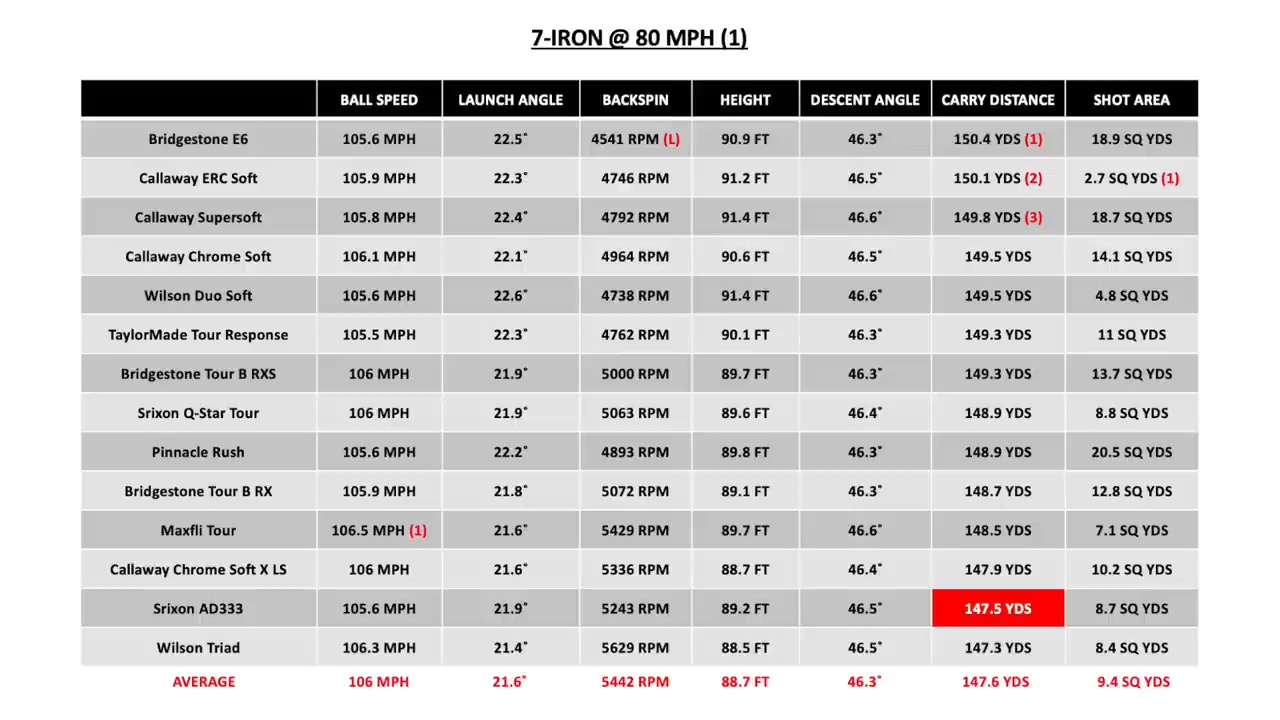 7-IRON @ 80 MPH (1)
BALL SPEED LAUNCH ANGLE BACKSPIN HEIGHT DESCENT ANGLE CARRY DISTANCE SHOT AREA
Bridgestone E6 105.6 MPH 22.5° 4541 RPM (L) 90.9 FT 46.3° 150.4 YDS (1) 18.9 SQ YDS
Callaway ERC Soft 105.9 MPH 22.3° 4746 RPM 91.2 FT 46.5° 150.1 YDS (2) 2.7 SQ YDS (1)
Callaway Supersoft 105.8 MPH 22.4° 4792 RPM 91.4 FT 46.6° 149.8 YDS (3) 18.7 SQ YDS
Callaway Chrome Soft 106.1 MPH 22.1° 4964 RPM 90.6 FT 46.5° 149.5 YDS 14.1 SQ YDS
Wilson Duo Soft 105.6 MPH 22.6° 4738 RPM 91.4 FT 46.6° 149.5 YDS 4.8 SQ YDS
TaylorMade Tour Response 105.5 MPH 22.3° 4762 RPM 90.1 FT 46.3° 149.3 YDS 11 SQ YDS
Bridgestone Tour B RXS 106 MPH 21.9° 5000 RPM 89.7 FT 46.3° 149.3 YDS 13.7 SQ YDS
Srixon Q-Star Tour 106 MPH 21.9° 5063 RPM 89.6 FT 46.4° 148.9 YDS 8.8 SQ YDS
Pinnacle Rush 105.6 MPH 22.2° 4893 RPM 89.8 FT 46.3° 148.9 YDS 20.5 SQ YDS
Bridgestone Tour B RX 105.9 MPH 21.8° 5072 RPM 89.1 FT 46.3° 148.7 YDS 12.8 SQ YDS
Maxfli Tour 106.5 MPH (1) 21.6° 5429 RPM 89.7 FT 46.6° 148.5 YDS 7.1 SQ YDS
Callaway Chrome Soft X LS 106 MPH 21.6° 5336 RPM 88.7 FT 46.4° 147.9 YDS 10.2 SQ YDS
Srixon AD333 105.6 MPH 21.9° 5243 RPM 89.2 FT 46.5° 147.5 YDS 8.7 SQ YDS
Wilson Triad 106.3 MPH 21.4° 5629 RPM 88.5 FT 46.5° 147.3 YDS 8.4 SQ YDS
AVERAGE 106 MPH 21.6° 5442 RPM 88.7 FT 46.3° 147.6 YDS 9.4 SQ YDS